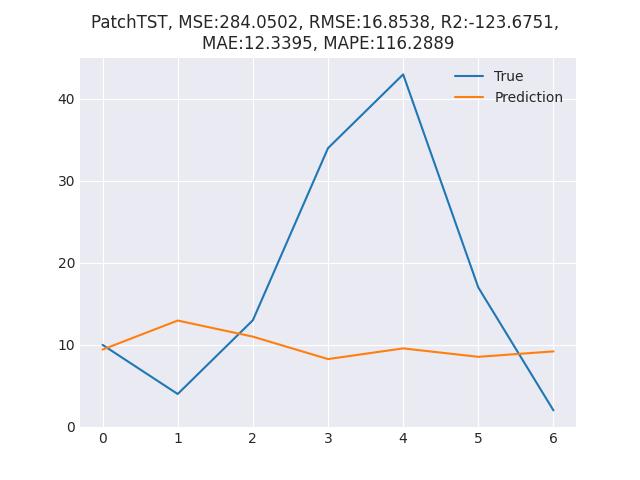 PatchTST, MSE:284.0502, RMSE:16.8538, R2:-123.6751,
MAE:12.3395, MAPE:116.2889
True
Prediction
40
30
20
10
0
0 1 2 3 4 5 6